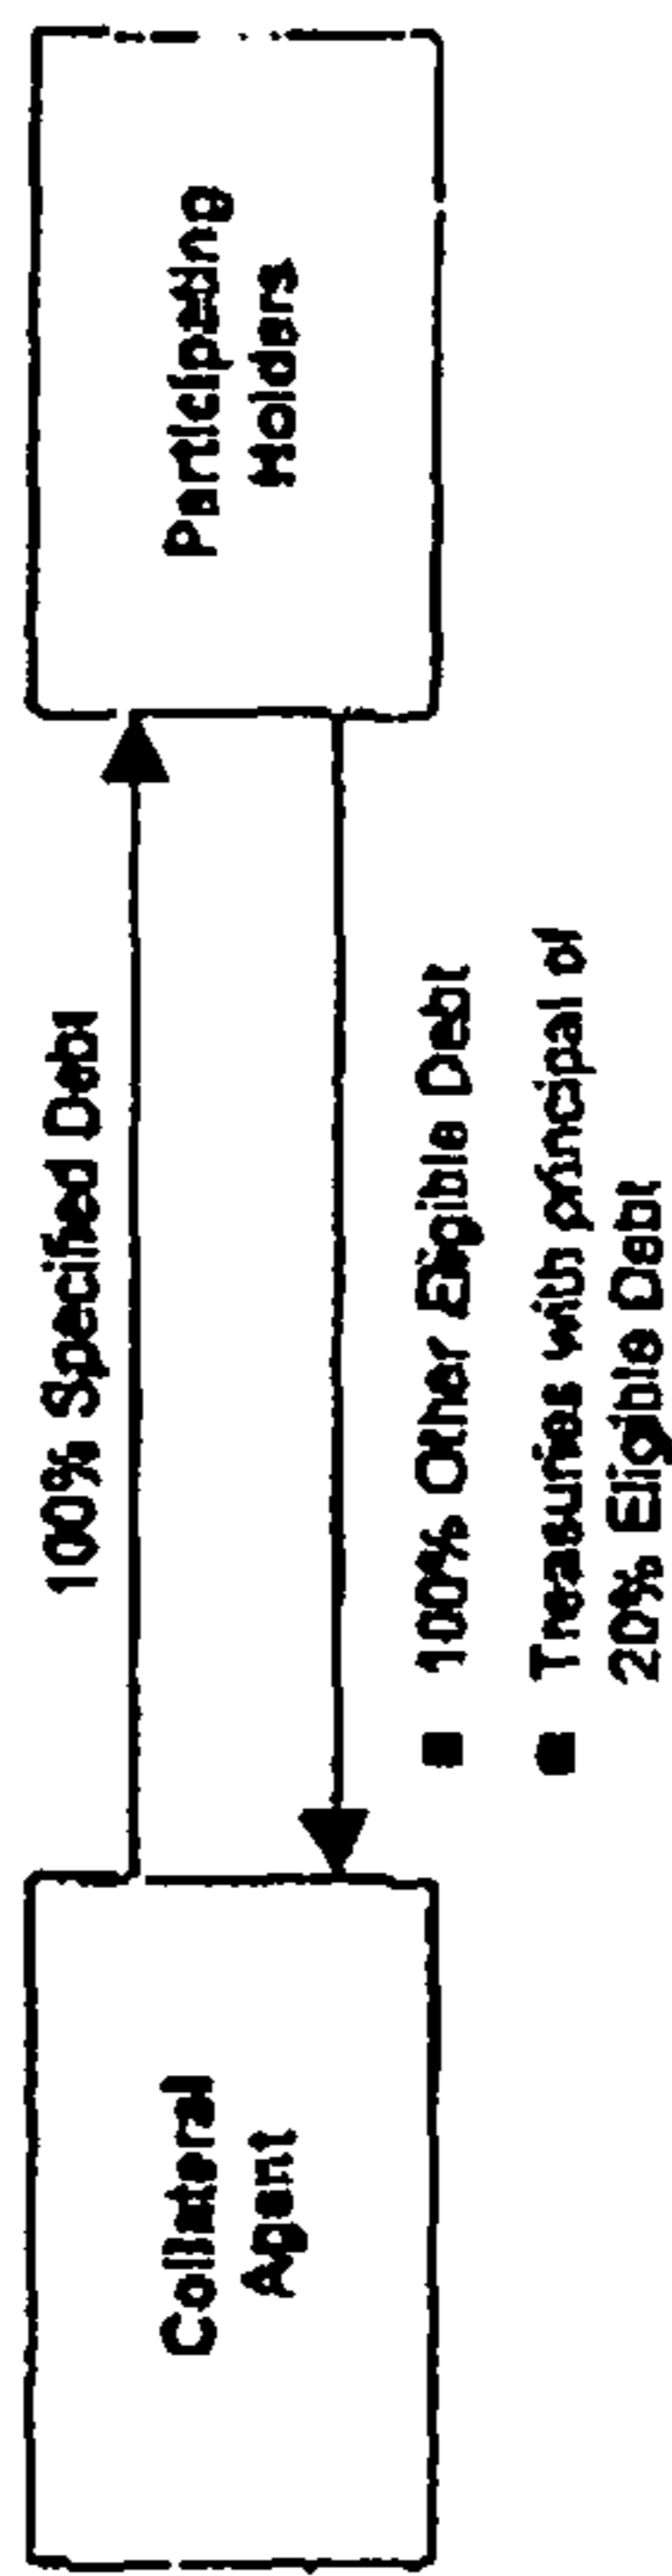 Collateral
Agent
100% Specified Debt
Participating
Holders
■ 100% Other Eligible Debt
■ Treasuries with principal of
20% Eligible Debt